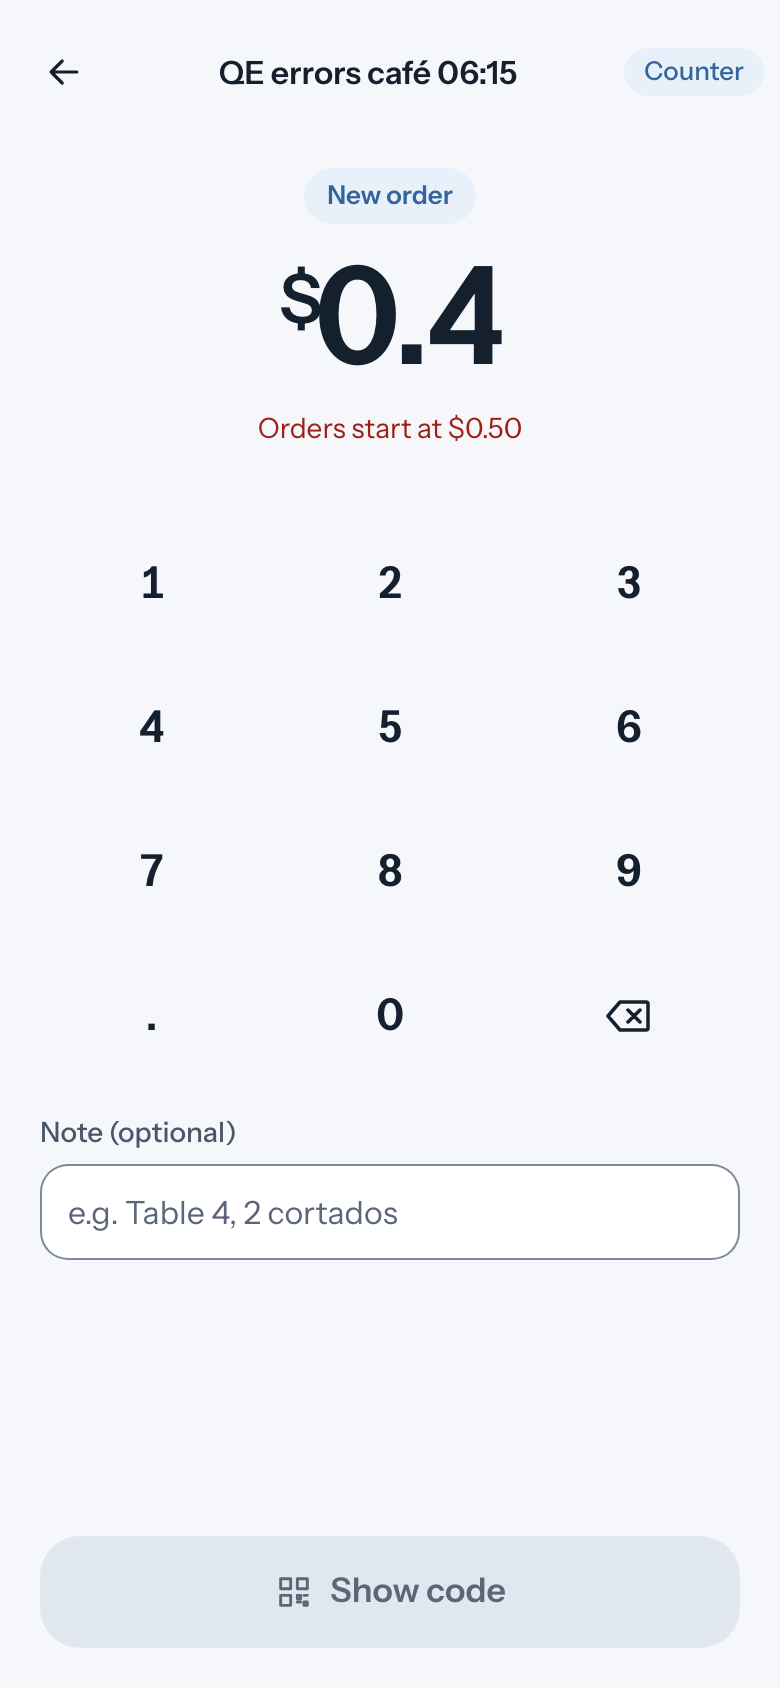 QE errors café 06:15
Counter
New order
$0.4
Orders start at $0.50
1 2 3
4 5 6
7 8 9
. 0
Note (optional)
e.g. Table 4, 2 cortados
Show code